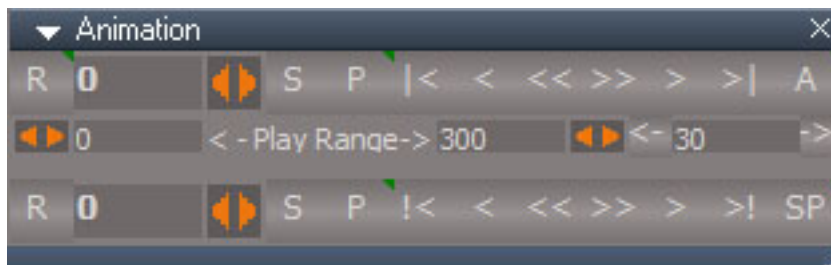 Animation
R 0 S P |< < << >> > >| A
0 < - Play Range-> 300 <- 30 ->
R 0 S P !< < << >> > >! SP